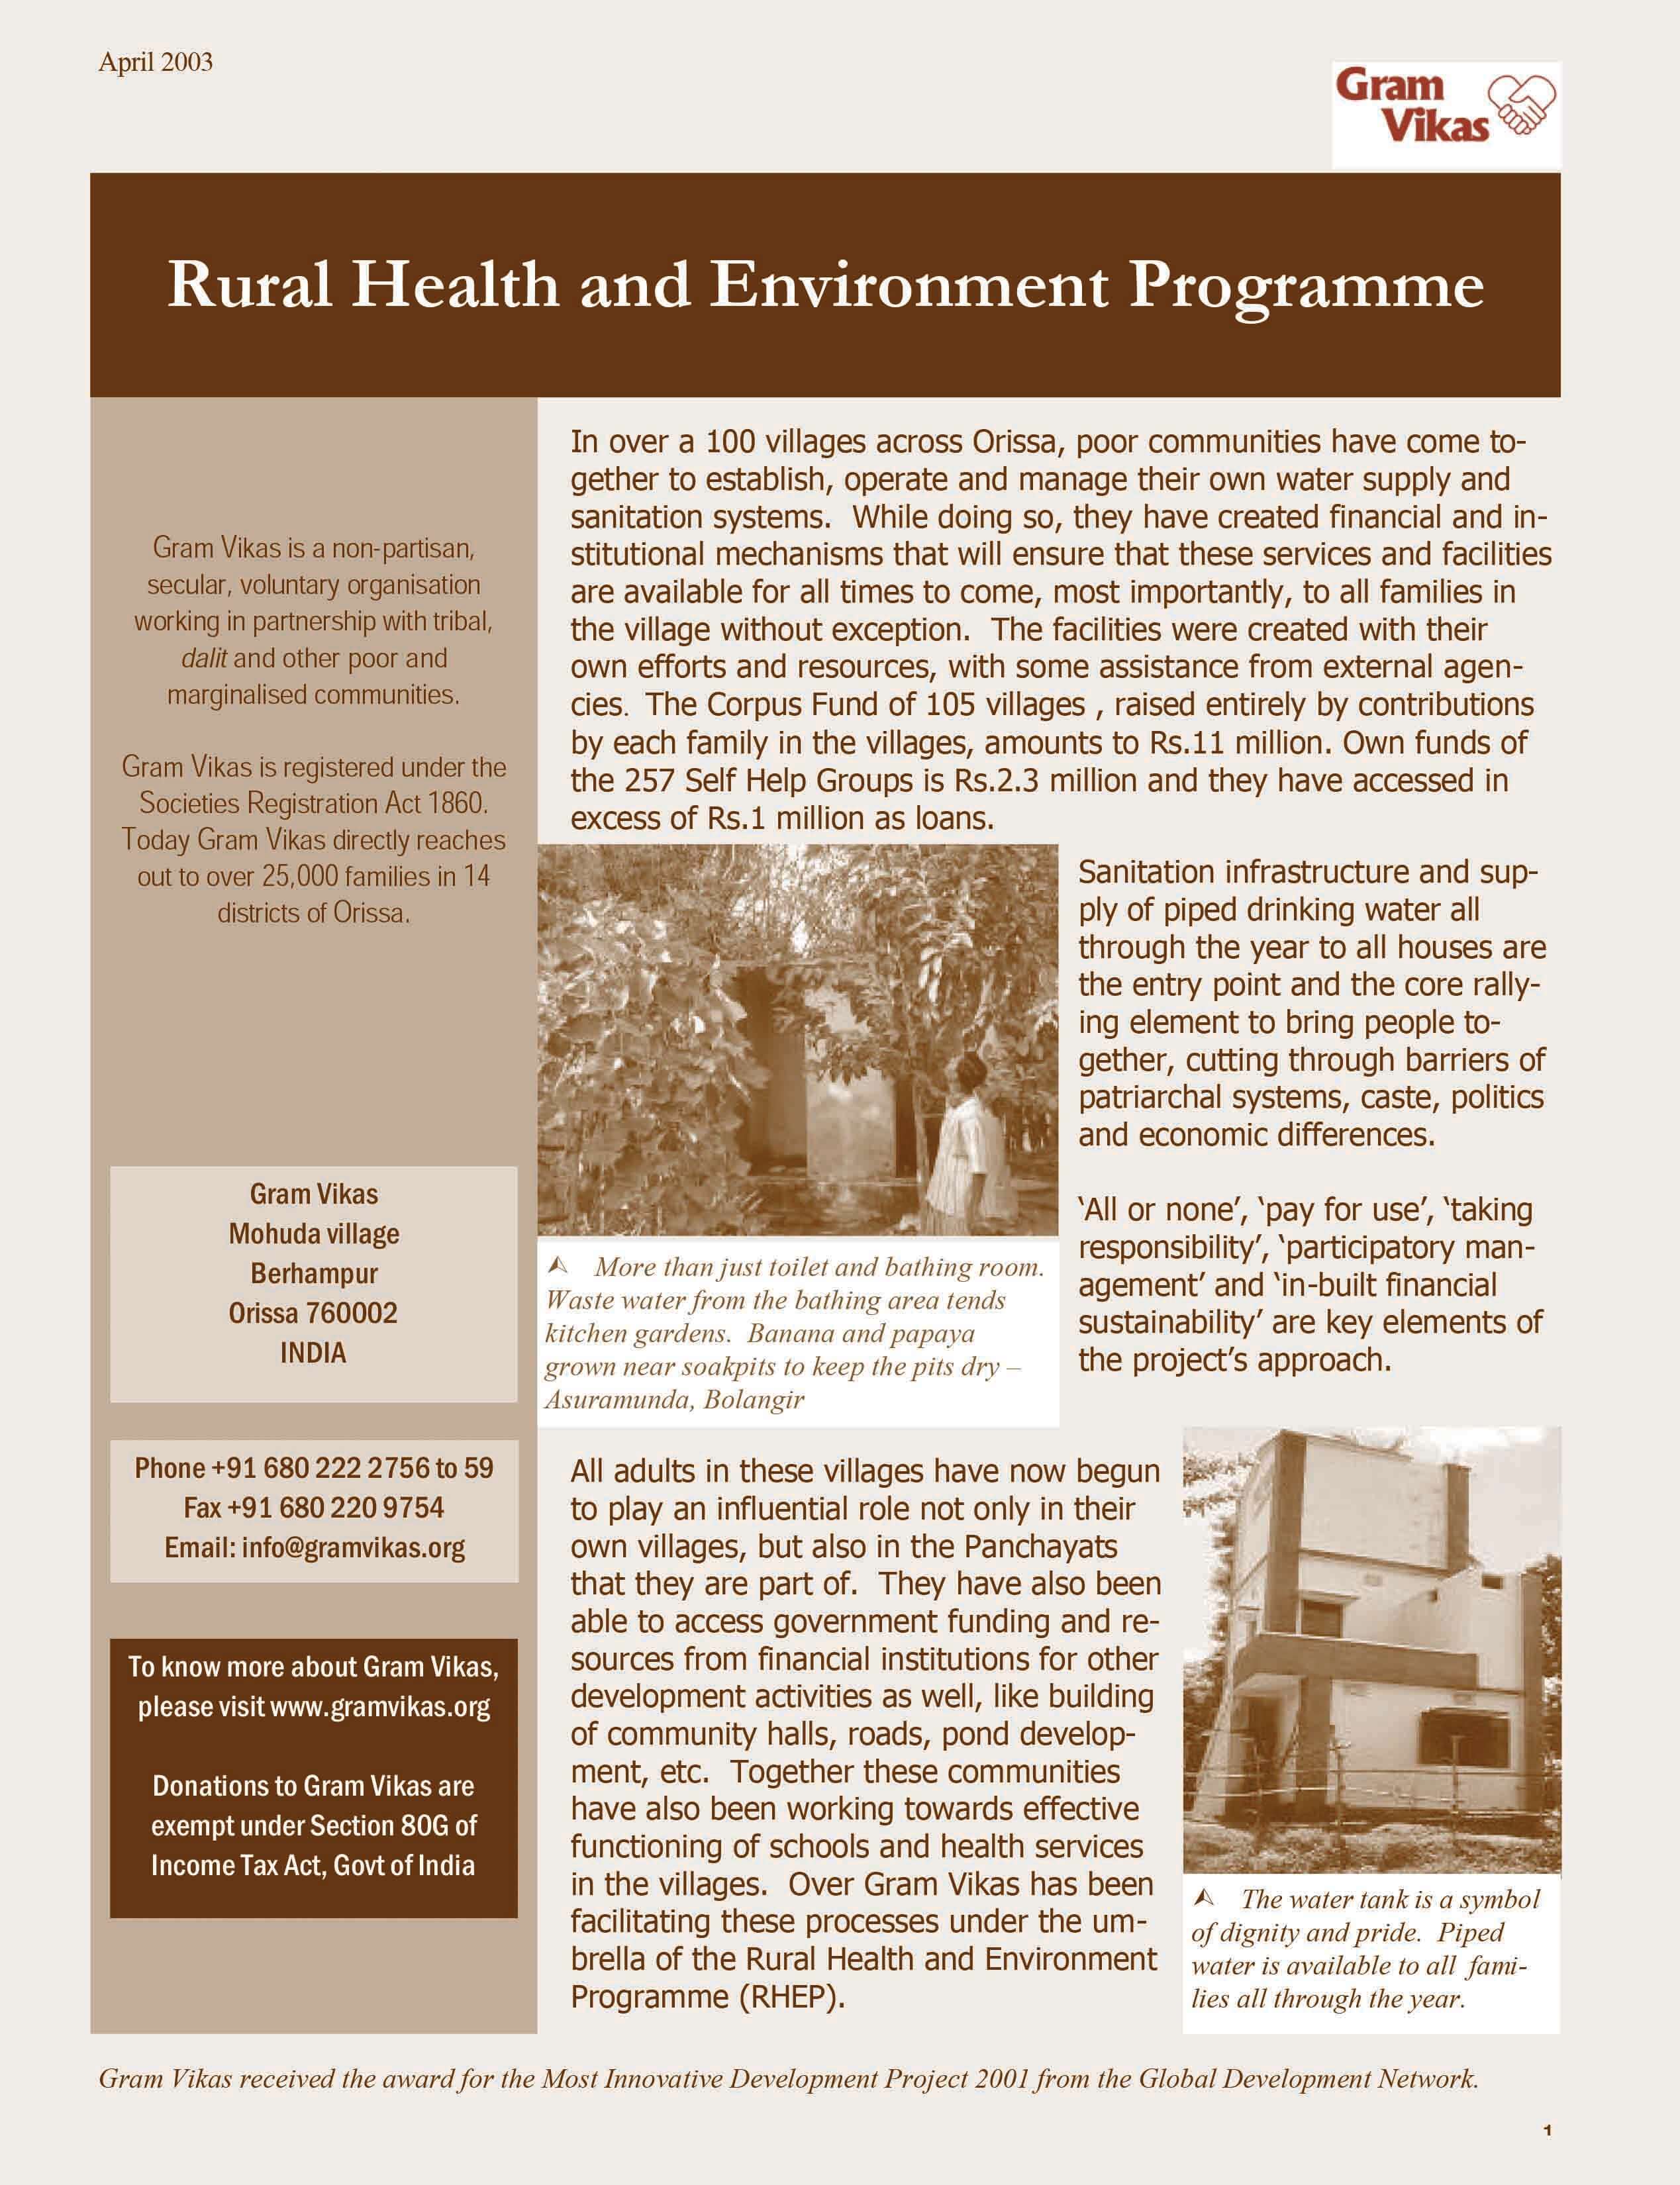 April 2003
Gram
Vikas
Rural Health and Environment Programme
Gram Vikas is a non-partisan,
secular, voluntary organisation
working in partnership with tribal,
dalit and other poor and
marginalised communities.
Gram Vikas is registered under the
Societies Registration Act 1860.
Today Gram Vikas directly reaches
out to over 25,000 families in 14
districts of Orissa.
Gram Vikas
Mohuda village
Berhampur
Orissa 760002
INDIA
Phone +91 680 222 2756 to 59
Fax +91 680 220 9754
Email: info@gramvikas.org
To know more about Gram Vikas,
please visit www.gramvikas.org
Donations to Gram Vikas are
exempt under Section 80G of
Income Tax Act, Govt of India
In over a 100 villages across Orissa, poor communities have come to-
gether to establish, operate and manage their own water supply and
sanitation systems.  While doing so, they have created financial and in-
stitutional mechanisms that will ensure that these services and facilities
are available for all times to come, most importantly, to all families in
the village without exception.  The facilities were created with their
own efforts and resources, with some assistance from external agen-
cies.  The Corpus Fund of 105 villages , raised entirely by contributions
by each family in the villages, amounts to Rs.11 million. Own funds of
the 257 Self Help Groups is Rs.2.3 million and they have accessed in
excess of Rs.1 million as loans.
Sanitation infrastructure and sup-
ply of piped drinking water all
through the year to all houses are
the entry point and the core rally-
ing element to bring people to-
gether, cutting through barriers of
patriarchal systems, caste, politics
and economic differences.
‘All or none’, ‘pay for use’, ‘taking
responsibility’, ‘participatory man-
agement’ and ‘in-built financial
sustainability’ are key elements of
the project’s approach.
More than just toilet and bathing room.
Waste water from the bathing area tends
kitchen gardens.  Banana and papaya
grown near soakpits to keep the pits dry –
Asuramunda, Bolangir
All adults in these villages have now begun
to play an influential role not only in their
own villages, but also in the Panchayats
that they are part of.  They have also been
able to access government funding and re-
sources from financial institutions for other
development activities as well, like building
of community halls, roads, pond develop-
ment, etc.  Together these communities
have also been working towards effective
functioning of schools and health services
in the villages.  Over Gram Vikas has been
facilitating these processes under the um-
brella of the Rural Health and Environment
Programme (RHEP).
The water tank is a symbol
of dignity and pride.  Piped
water is available to all  fami-
lies all through the year.
Gram Vikas received the award for the Most Innovative Development Project 2001 from the Global Development Network.
1